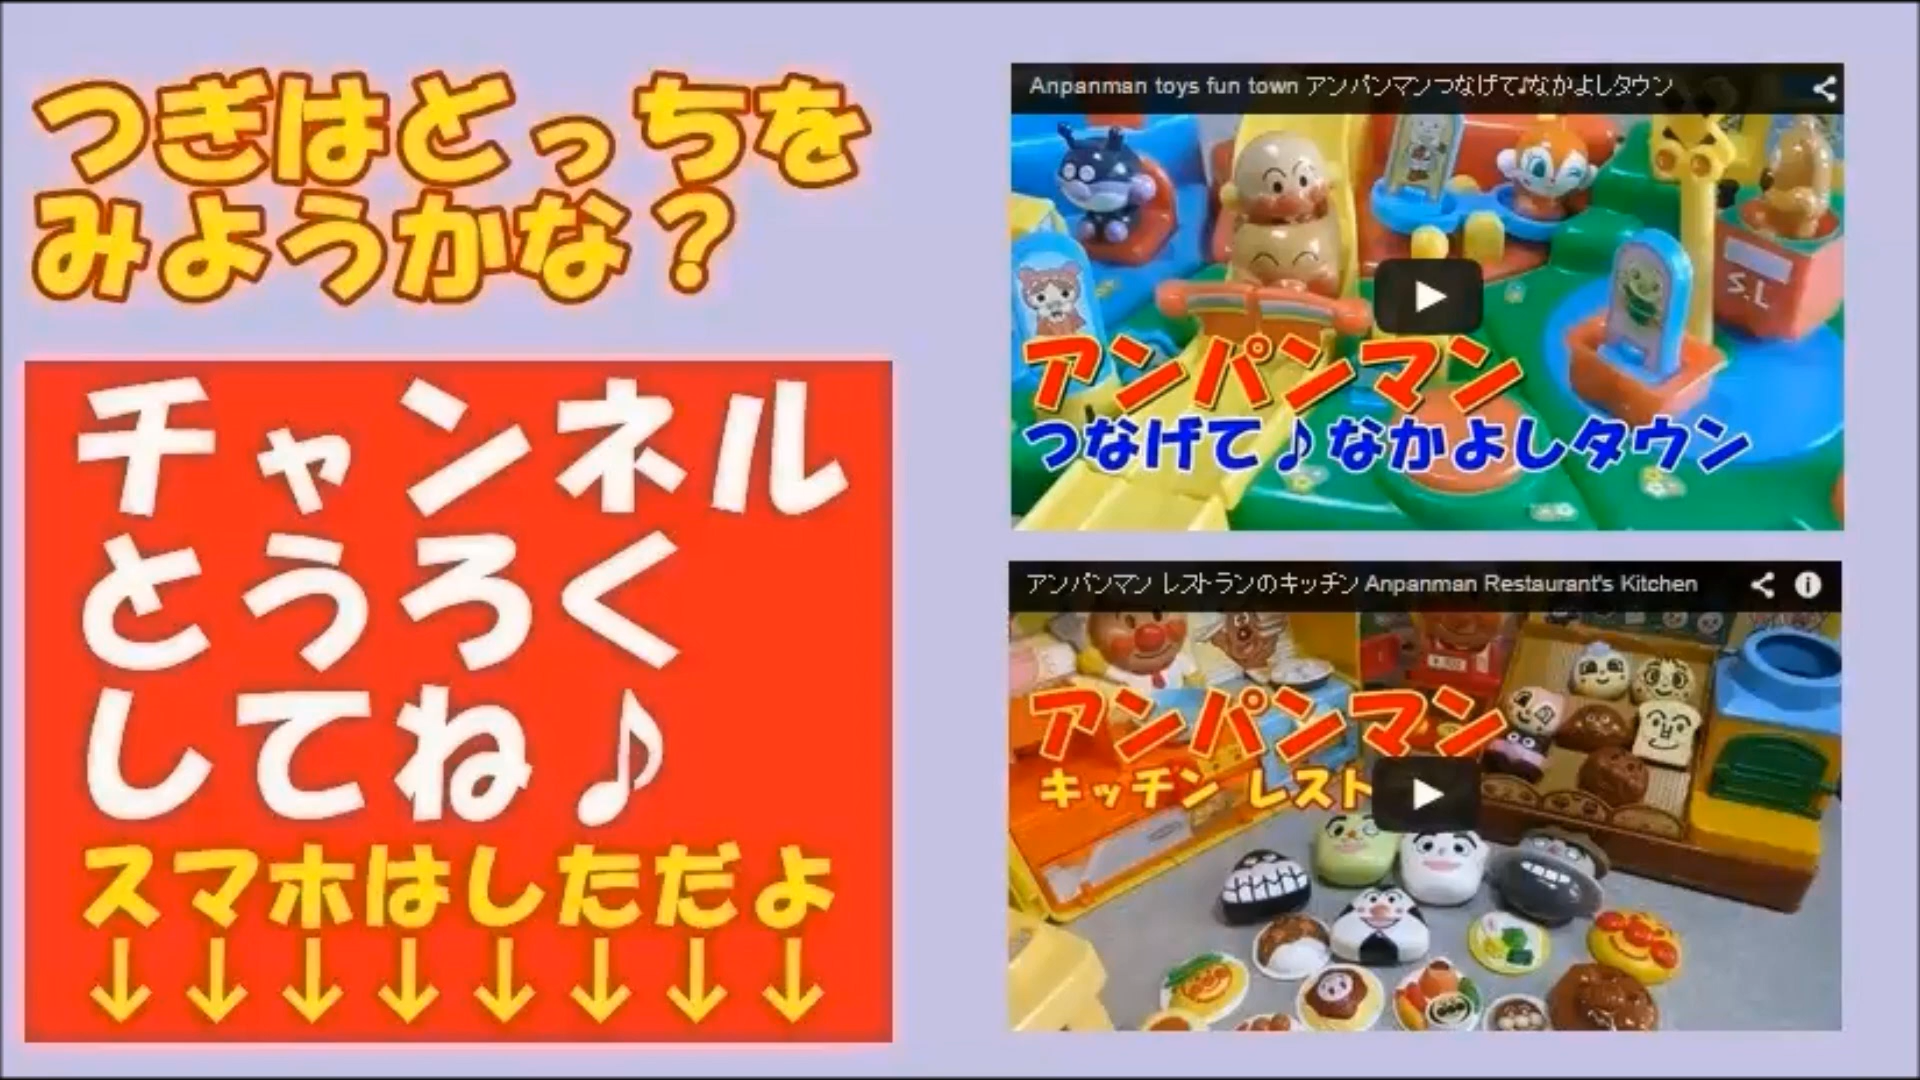 つぎはどっちを
みようかな?
チャンネル
とうろく
してね♪
スマホはしただよ
↓↓↓↓↓↓↓↓
Anpanman toys fun town アンパンマンつなげて♪なかよしタウン
S.L
アンパンマン
つなげて♪なかよしタウン
アンパンマン レストランのキッチン Anpanman Restaurant's Kitchen
アンパンマン
キッチン レスト